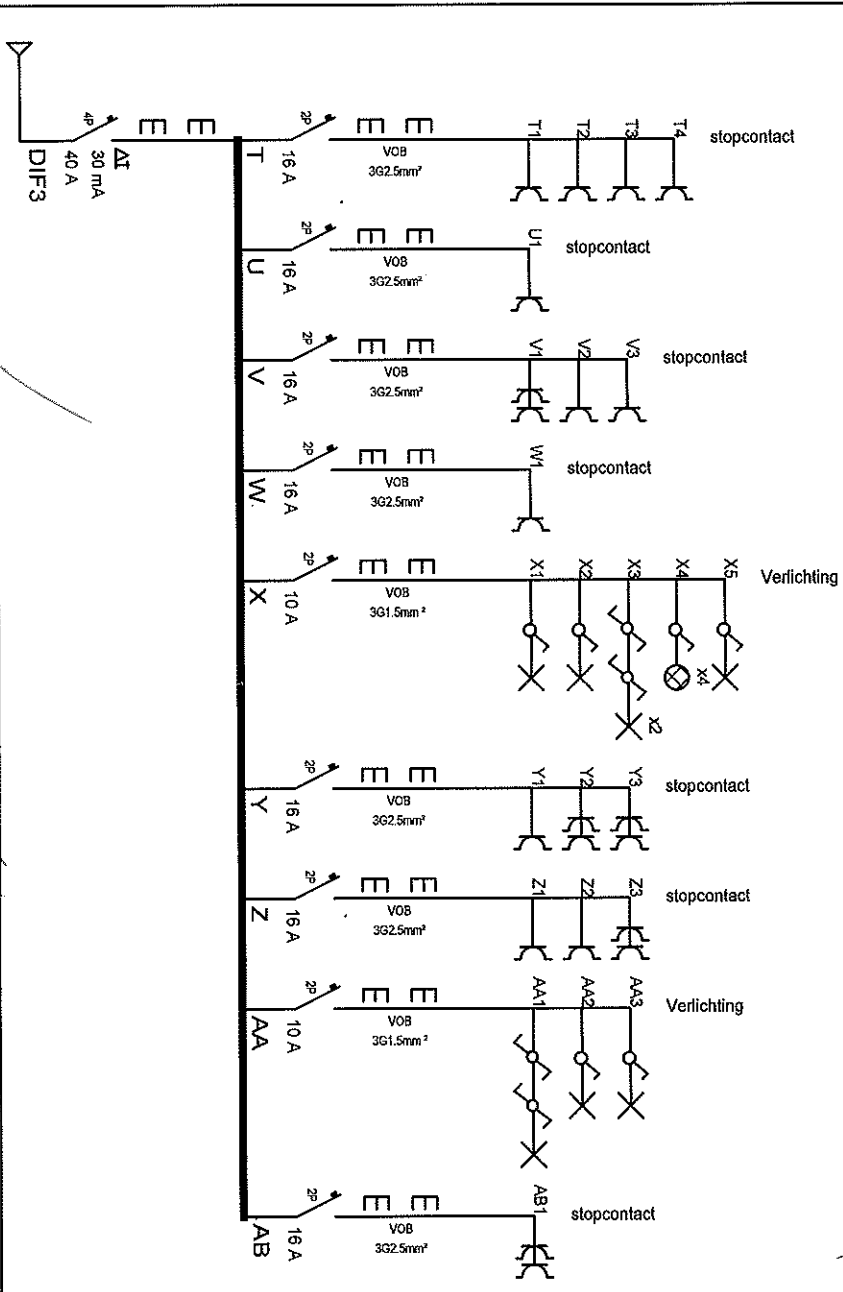 DIF3
40 A
30 mA
ΔI
4P
T
16 A
2P
VOB
3G2.5mm²
T1
T2
T3
T4
stopcontact
U
16 A
2P
VOB
3G2.5mm²
U1
stopcontact
V
16 A
2P
VOB
3G2.5mm²
V1
V2
V3
stopcontact
W
16 A
2P
VOB
3G2.5mm²
W1
stopcontact
X
10 A
2P
VOB
3G1.5mm²
X1
X2
X3
X4
X5
x2
x4
Verlichting
Y
16 A
2P
VOB
3G2.5mm²
Y1
Y2
Y3
stopcontact
Z
16 A
2P
VOB
3G2.5mm²
Z1
Z2
Z3
stopcontact
AA
10 A
2P
VOB
3G1.5mm²
AA1
AA2
AA3
Verlichting
AB
16 A
2P
VOB
3G2.5mm²
AB1
stopcontact